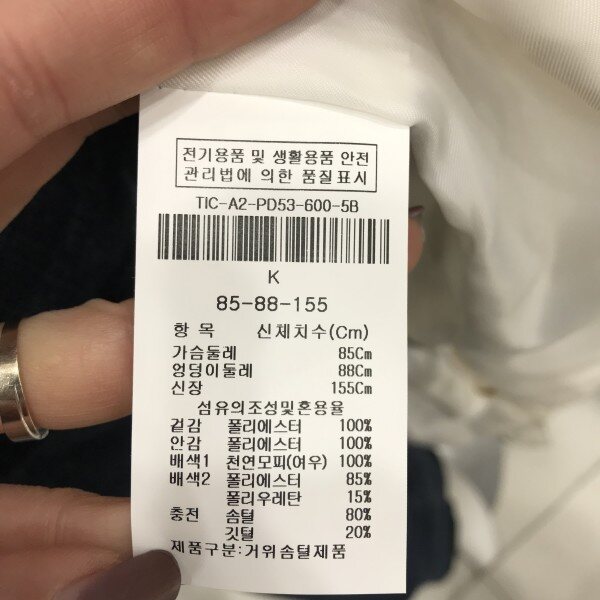 전기용품 및 생활용품 안전
관리법에 의한 품질표시
TIC-A2-PD53-600-5B
K
85-88-155
항 목 신체치수(Cm)
가슴둘레 85Cm
엉덩이둘레 88Cm
신장 155Cm
섬유의조성및혼용율
겉감 폴리에스터 100%
안감 폴리에스터 100%
배색1 천연모피(여우) 100%
배색2 폴리에스터 85%
폴리우레탄 15%
충전 솜털 80%
깃털 20%
제품구분:거위솜털제품